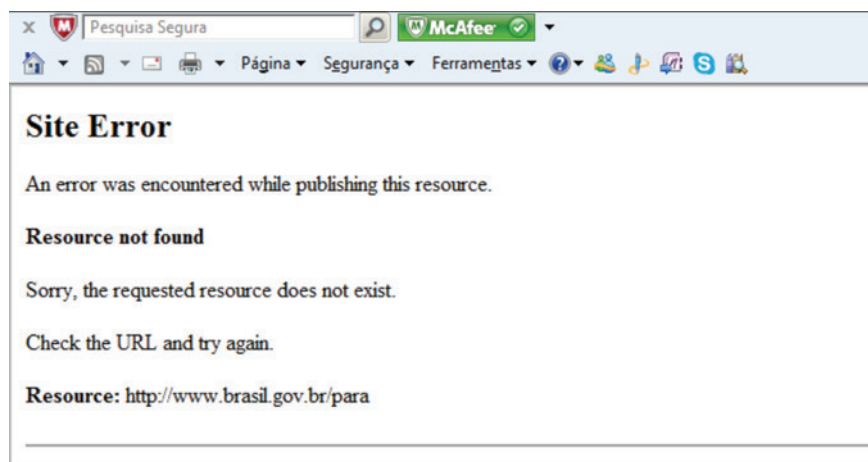 x Pesquisa Segura McAfee
Página Segurança Ferramentas
Site Error
An error was encountered while publishing this resource.
Resource not found
Sorry, the requested resource does not exist.
Check the URL and try again.
Resource: http://www.brasil.gov.br/para